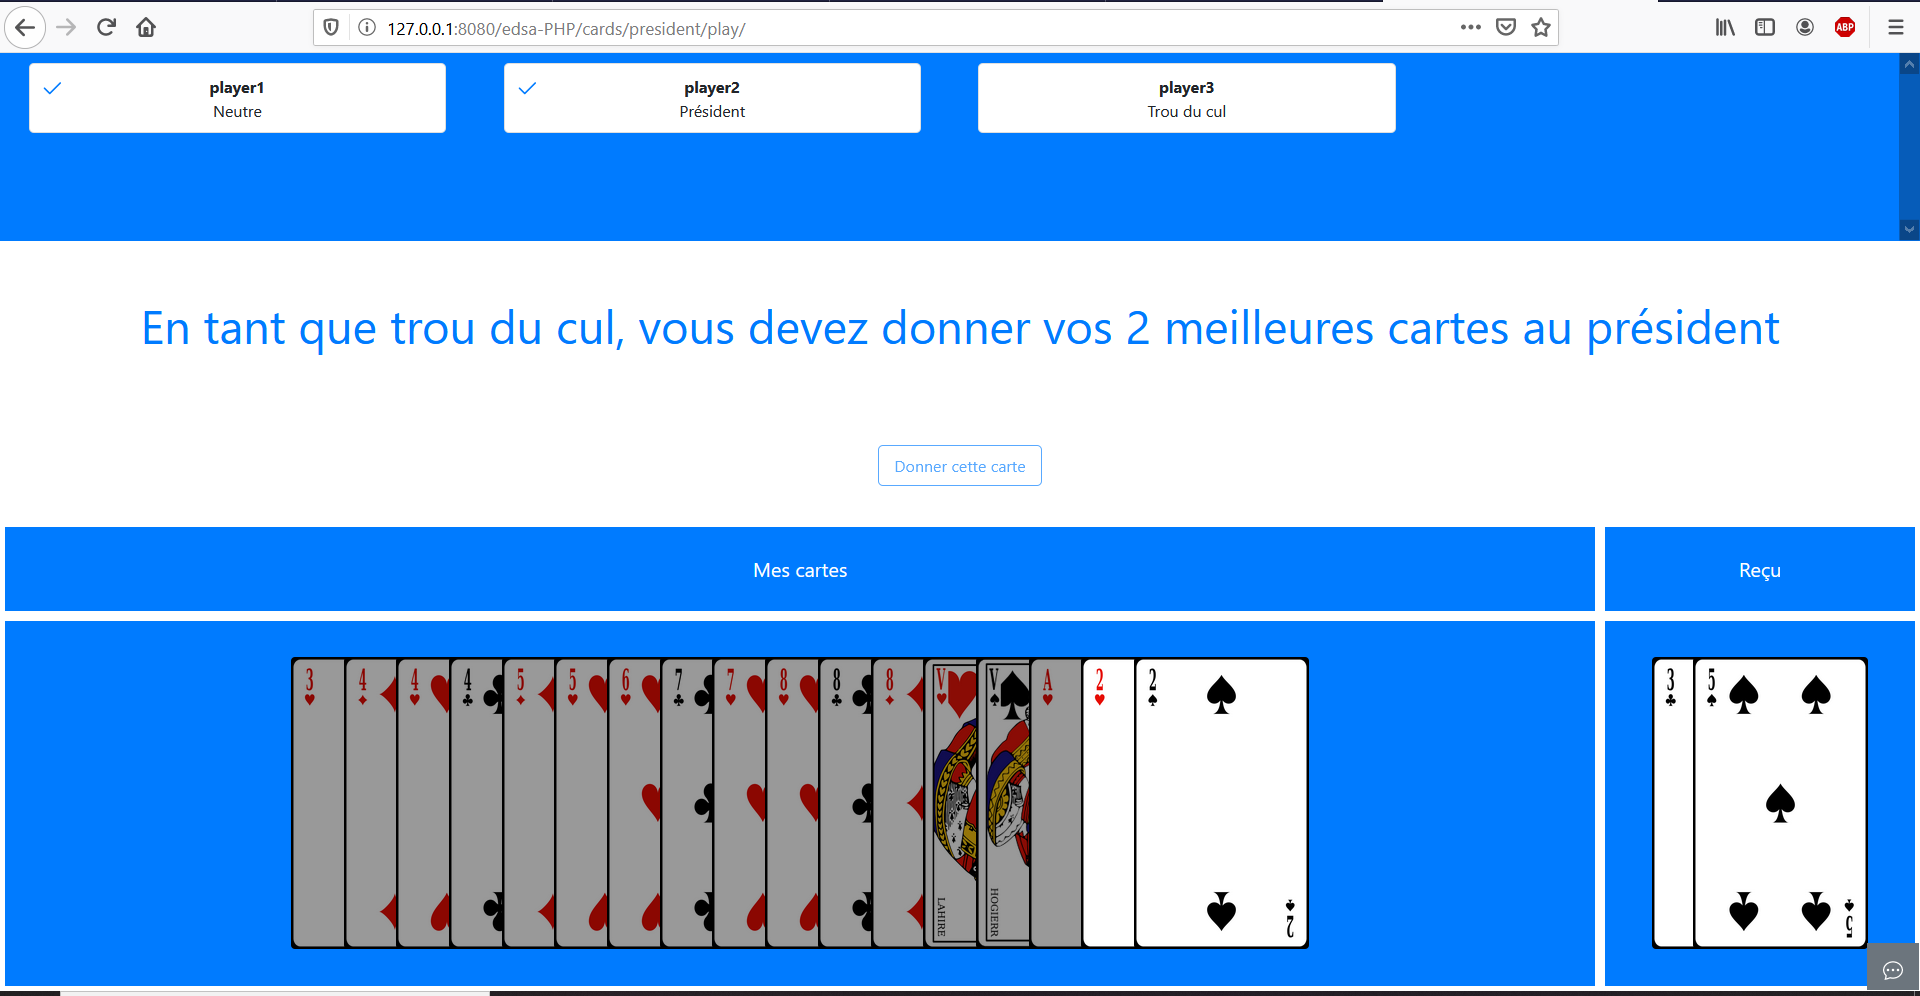 127.0.0.1:8080/edsa-PHP/cards/president/play/
ABP
player1
Neutre
player2
Président
player3
Trou du cul
En tant que trou du cul, vous devez donner vos 2 meilleures cartes au président
Donner cette carte
Mes cartes
Reçu
3 4 4 4 5 5 6 7 7 8 8 8 V V A 2 2
LAHIRE
HOGIERR
2
3 5
5